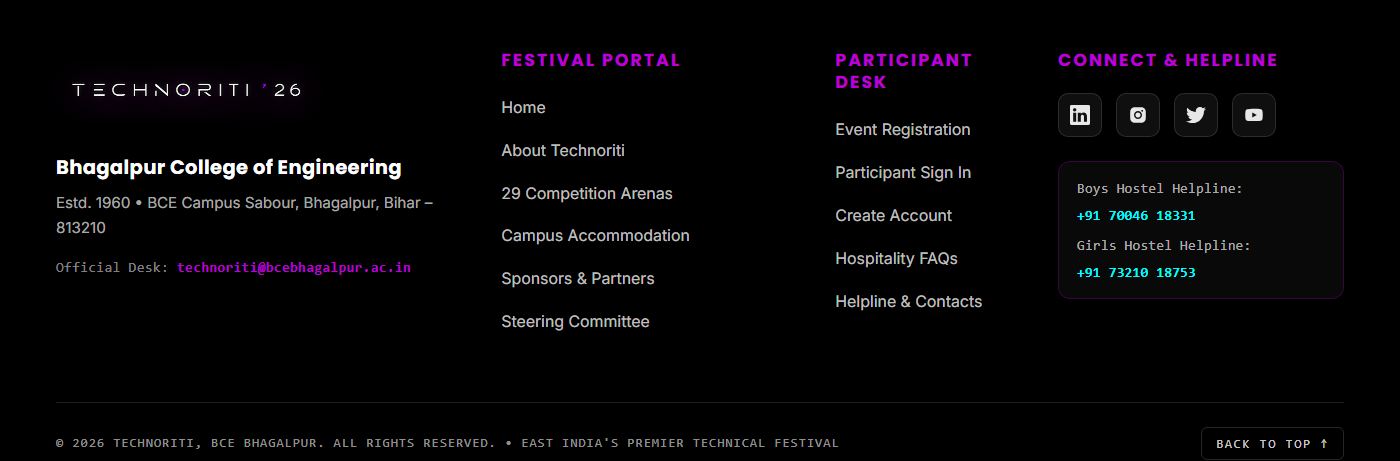 TECHNORITI '26
Bhagalpur College of Engineering
Estd. 1960 • BCE Campus Sabour, Bhagalpur, Bihar –
813210
Official Desk: technoriti@bcebhagalpur.ac.in
FESTIVAL PORTAL
Home
About Technoriti
29 Competition Arenas
Campus Accommodation
Sponsors & Partners
Steering Committee
PARTICIPANT
DESK
Event Registration
Participant Sign In
Create Account
Hospitality FAQs
Helpline & Contacts
CONNECT & HELPLINE
in
Boys Hostel Helpline:
+91 70046 18331
Girls Hostel Helpline:
+91 73210 18753
© 2026 TECHNORITI, BCE BHAGALPUR. ALL RIGHTS RESERVED. • EAST INDIA'S PREMIER TECHNICAL FESTIVAL
BACK TO TOP ↑